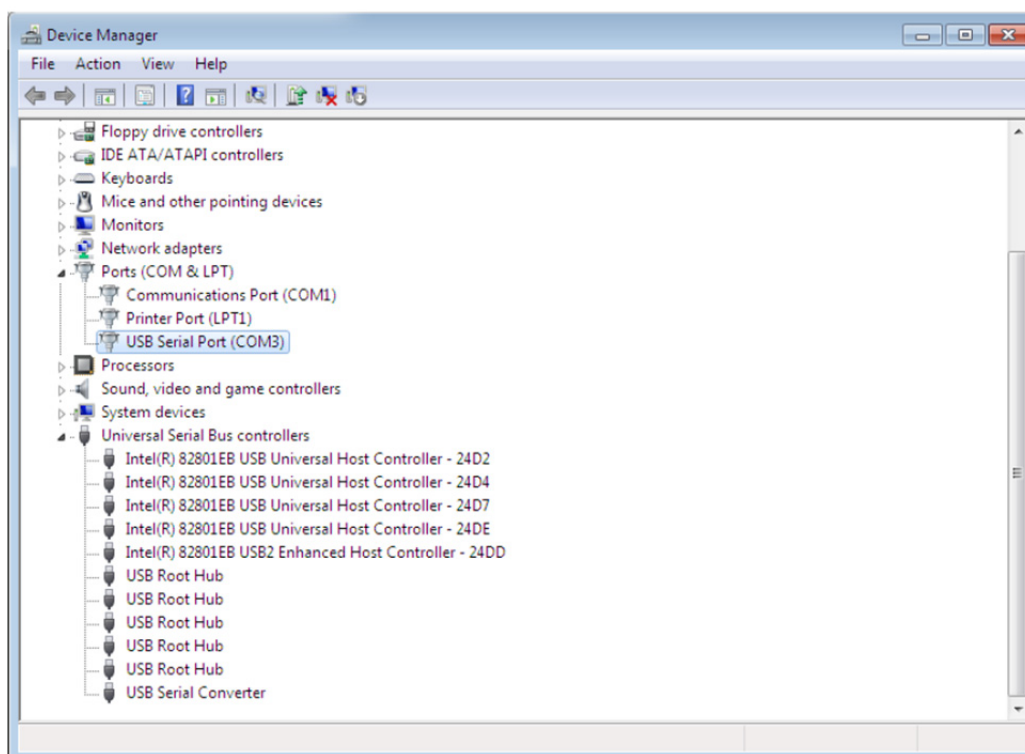 Device Manager
File Action View Help
Floppy drive controllers
IDE ATA/ATAPI controllers
Keyboards
Mice and other pointing devices
Monitors
Network adapters
Ports (COM & LPT)
Communications Port (COM1)
Printer Port (LPT1)
USB Serial Port (COM3)
Processors
Sound, video and game controllers
System devices
Universal Serial Bus controllers
Intel(R) 82801EB USB Universal Host Controller - 24D2
Intel(R) 82801EB USB Universal Host Controller - 24D4
Intel(R) 82801EB USB Universal Host Controller - 24D7
Intel(R) 82801EB USB Universal Host Controller - 24DE
Intel(R) 82801EB USB2 Enhanced Host Controller - 24DD
USB Root Hub
USB Root Hub
USB Root Hub
USB Root Hub
USB Root Hub
USB Serial Converter